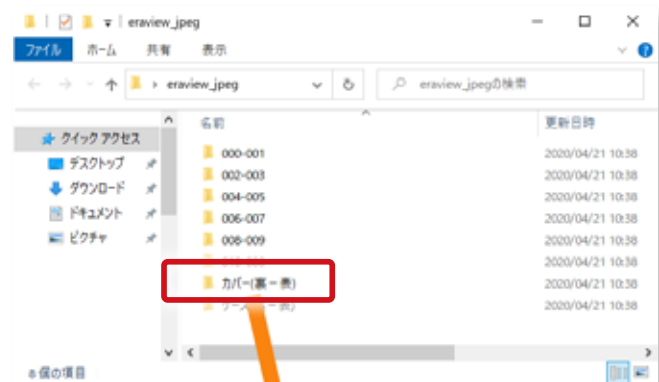 eraview_jpeg
ファイル ホーム 共有 表示
eraview_jpeg eraview_jpegの検索
名前 更新日時
クイック アクセス
デスクトップ
ダウンロード
ドキュメント
ピクチャ
000-001 2020/04/21 10:38
002-003 2020/04/21 10:38
004-005 2020/04/21 10:38
006-007 2020/04/21 10:38
008-009 2020/04/21 10:38
2020/04/21 10:38
カバー(裏－表) 2020/04/21 10:38
2020/04/21 10:38
8 個の項目